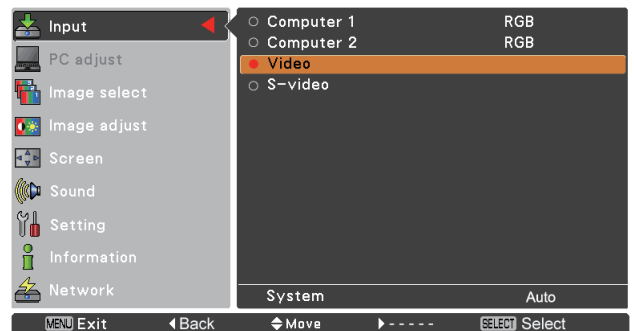 Input
PC adjust
Image select
Image adjust
Screen
Sound
Setting
Information
Network
Computer 1 RGB
Computer 2 RGB
Video
S-video
System Auto
MENU Exit Back Move ----- SELECT Select